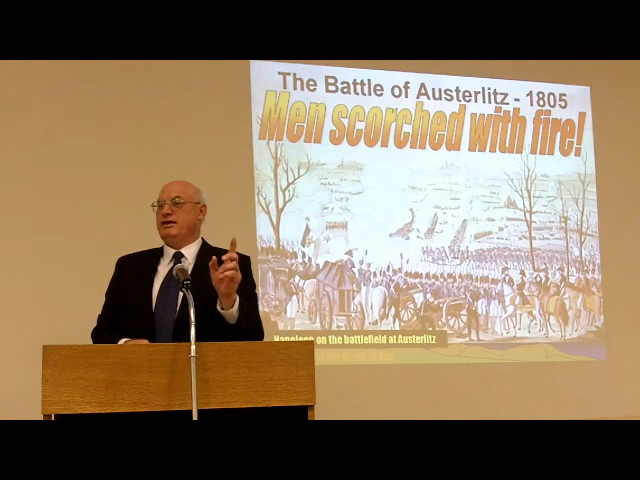 The Battle of Austerlitz - 1805
Men scorched with fire!
Napoleon on the battlefield at Austerlitz